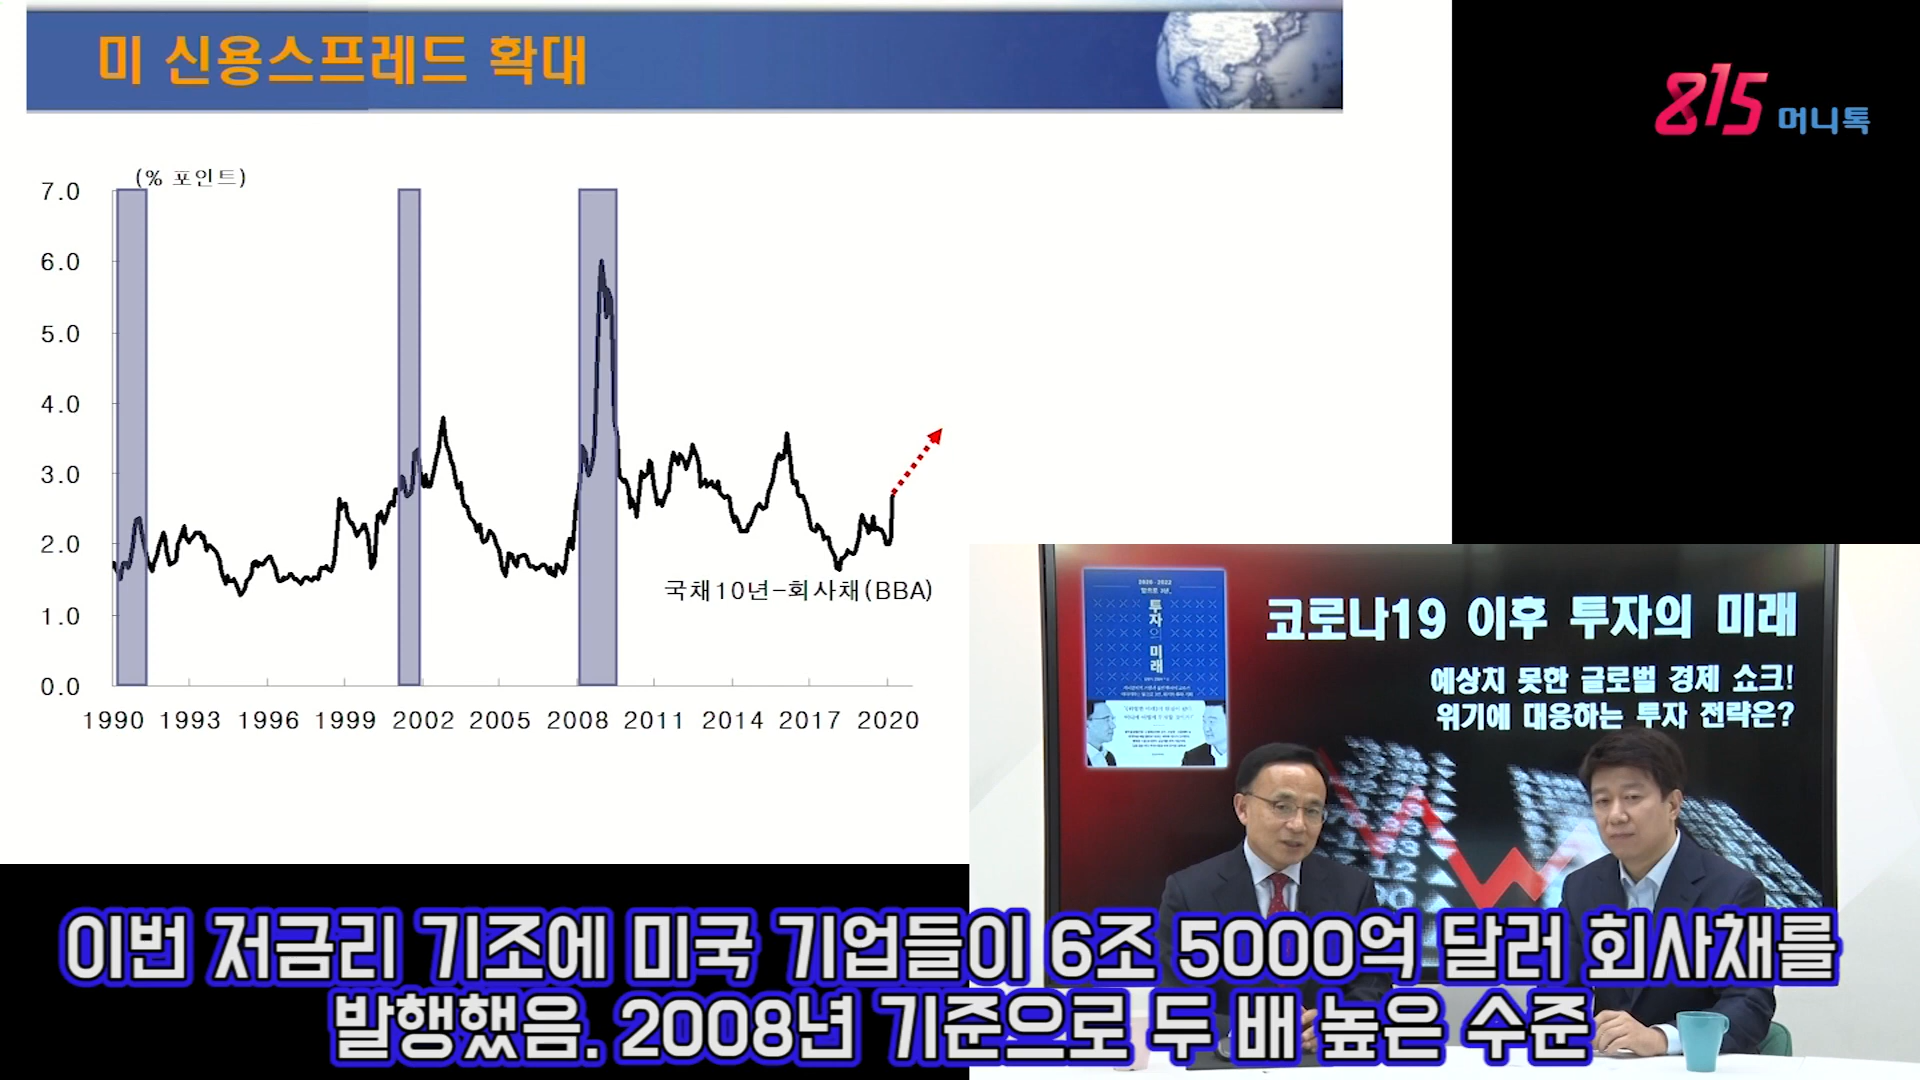 미 신용스프레드 확대
815 머니톡
(% 포인트)
7.0
6.0
5.0
4.0
3.0
2.0
1.0
0.0
국채10년-회사채(BBA)
1990 1993 1996 1999 2002 2005 2008 2011 2014 2017 2020
2020-2022
투자의 미래
코로나19 이후 투자의 미래
예상치 못한 글로벌 경제 쇼크!
위기에 대응하는 투자 전략은?
이번 저금리 기조에 미국 기업들이 6조 5000억 달러 회사채를
발행했음. 2008년 기준으로 두 배 높은 수준